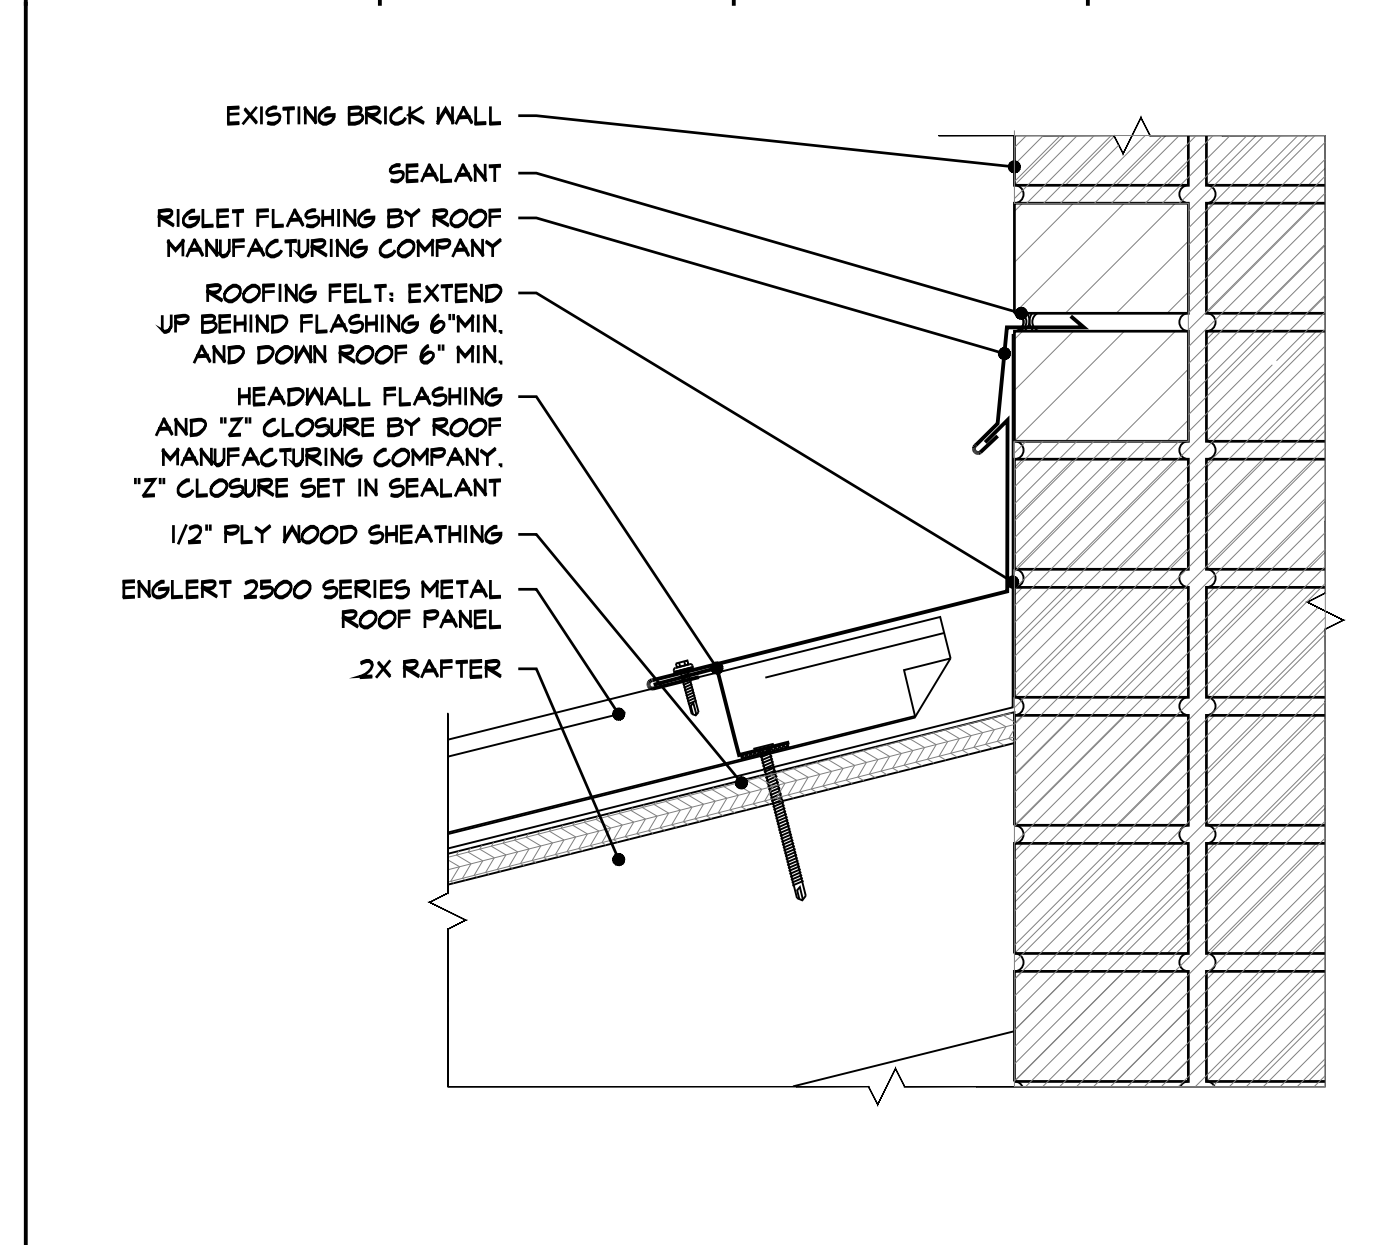 EXISTING BRICK WALL
SEALANT
RIGLET FLASHING BY ROOF
MANUFACTURING COMPANY
ROOFING FELT; EXTEND
UP BEHIND FLASHING 6"MIN.
AND DOWN ROOF 6" MIN.
HEADWALL FLASHING
AND "Z" CLOSURE BY ROOF
MANUFACTURING COMPANY.
"Z" CLOSURE SET IN SEALANT
1/2" PLY WOOD SHEATHING
ENGLERT 2500 SERIES METAL
ROOF PANEL
2X RAFTER